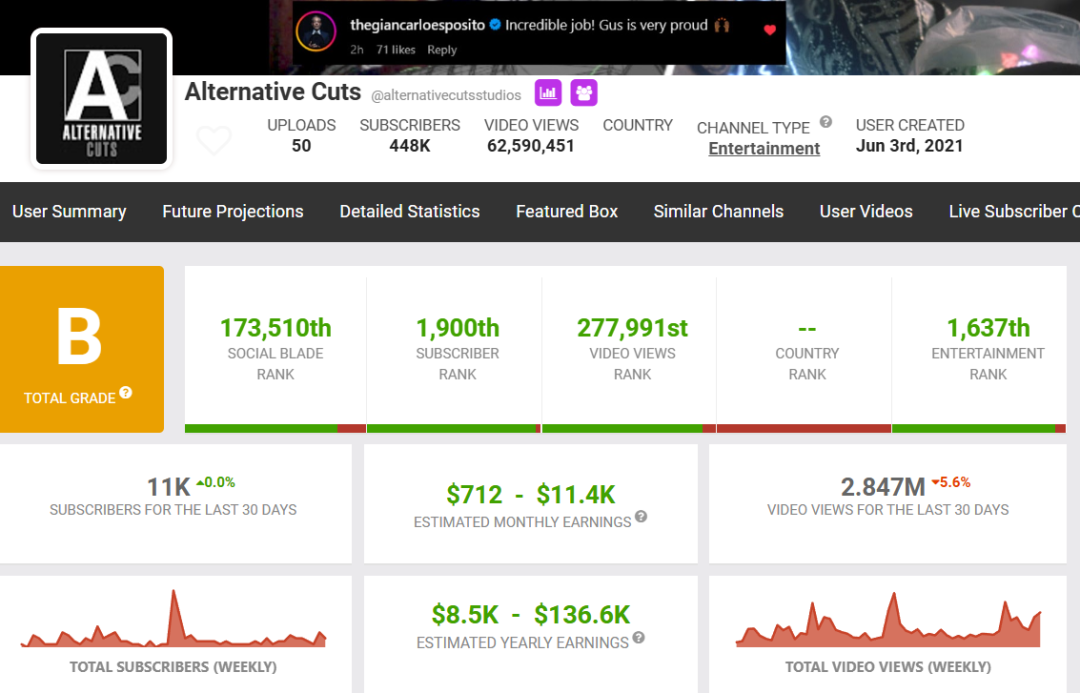 thegiancarloesposito Incredible job! Gus is very proud 🙌🏾
2h 71 likes Reply
AC
ALTERNATIVE
CUTS
Alternative Cuts @alternativecutsstudios
UPLOADS
50
SUBSCRIBERS
448K
VIDEO VIEWS
62,590,451
COUNTRY
CHANNEL TYPE ?
Entertainment
USER CREATED
Jun 3rd, 2021
User Summary Future Projections Detailed Statistics Featured Box Similar Channels User Videos Live Subscriber C
B
TOTAL GRADE ?
173,510th
SOCIAL BLADE
RANK
1,900th
SUBSCRIBER
RANK
277,991st
VIDEO VIEWS
RANK
--
COUNTRY
RANK
1,637th
ENTERTAINMENT
RANK
11K 0.0%
SUBSCRIBERS FOR THE LAST 30 DAYS
$712 - $11.4K
ESTIMATED MONTHLY EARNINGS ?
2.847M 5.6%
VIDEO VIEWS FOR THE LAST 30 DAYS
TOTAL SUBSCRIBERS (WEEKLY)
$8.5K - $136.6K
ESTIMATED YEARLY EARNINGS ?
TOTAL VIDEO VIEWS (WEEKLY)